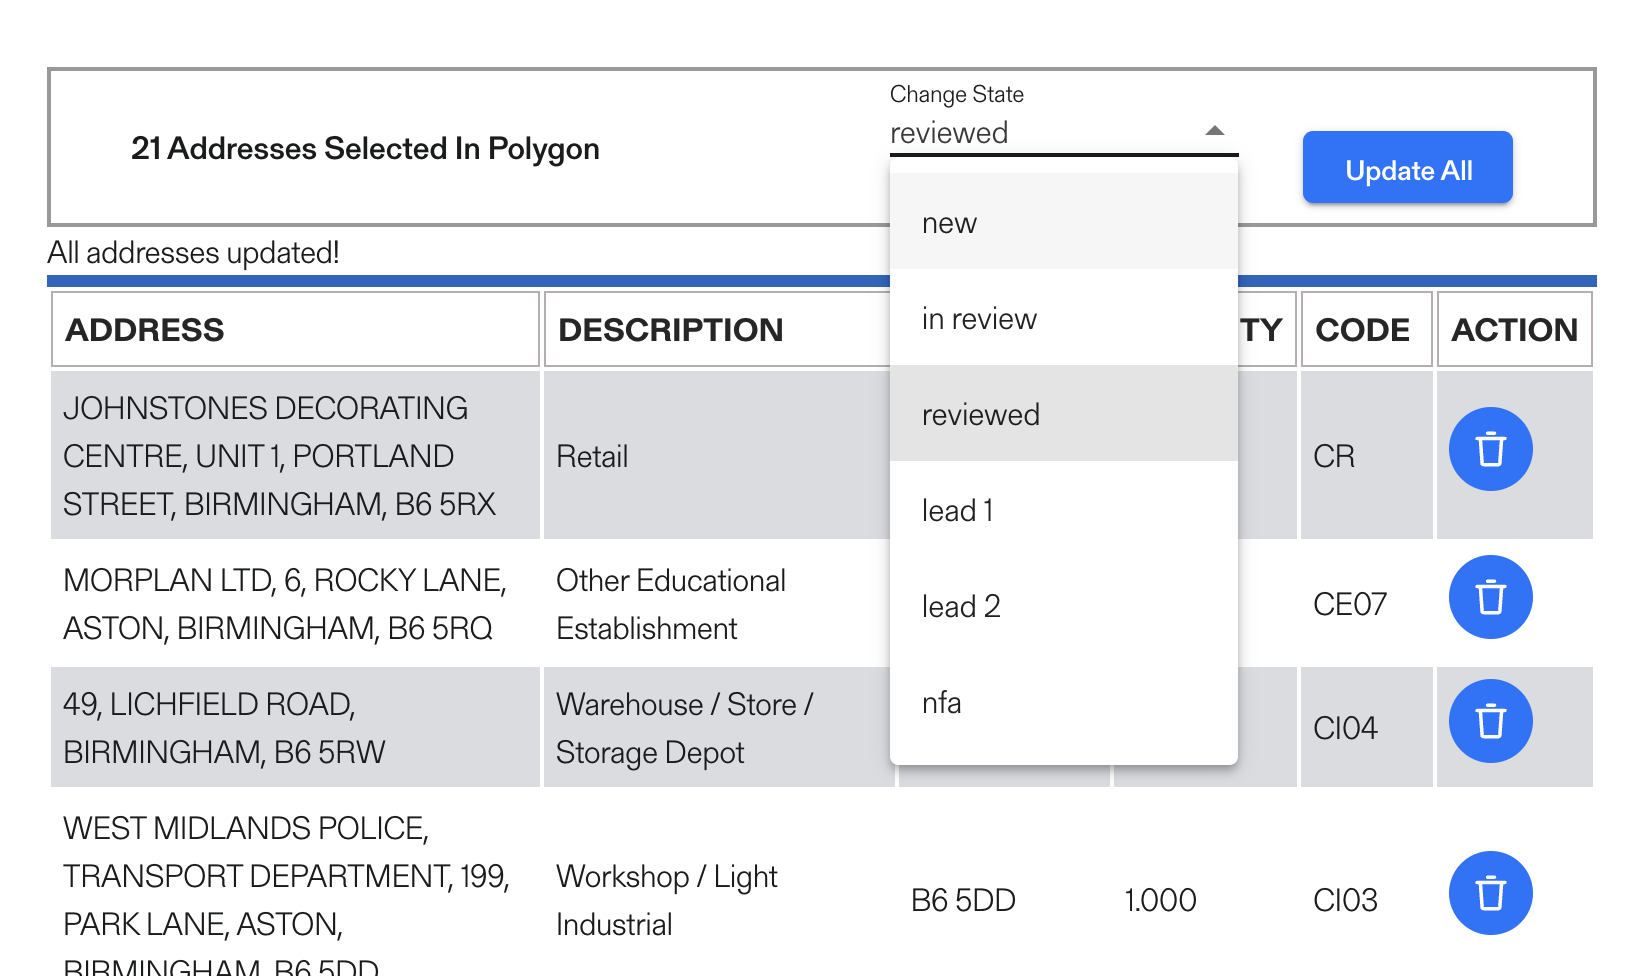 Change State
reviewed
21 Addresses Selected In Polygon
Update All
new
in review
reviewed
lead 1
lead 2
nfa
All addresses updated!
ADDRESS
DESCRIPTION
TY
CODE
ACTION
JOHNSTONES DECORATING
CENTRE, UNIT 1, PORTLAND
STREET, BIRMINGHAM, B6 5RX
Retail
CR
MORPLAN LTD, 6, ROCKY LANE,
ASTON, BIRMINGHAM, B6 5RQ
Other Educational
Establishment
CE07
49, LICHFIELD ROAD,
BIRMINGHAM, B6 5RW
Warehouse / Store /
Storage Depot
CI04
WEST MIDLANDS POLICE,
TRANSPORT DEPARTMENT, 199,
PARK LANE, ASTON,
BIRMINGHAM, B6 5DD
Workshop / Light
Industrial
B6 5DD
1.000
CI03